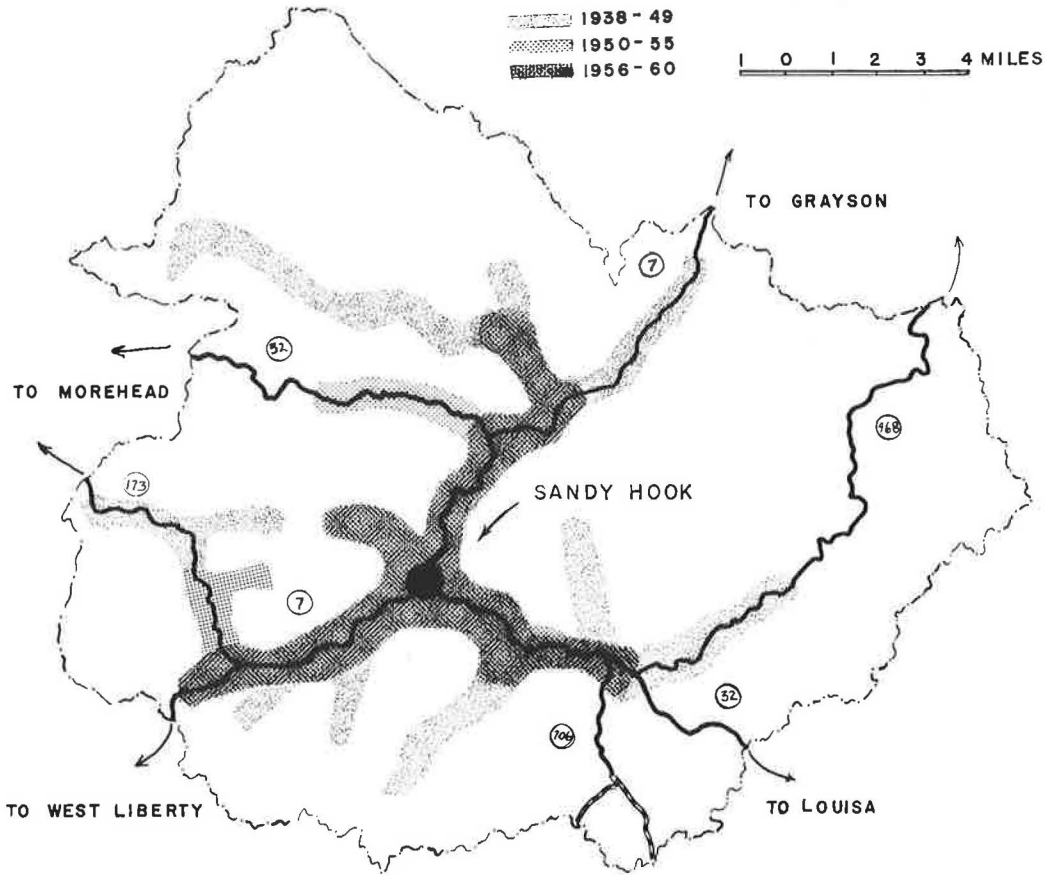 1938-49
1950-55
1956-60
1 0 1 2 3 4 MILES
TO GRAYSON
7
32
TO MOREHEAD
468
173
SANDY HOOK
7
32
706
TO WEST LIBERTY
TO LOUISA